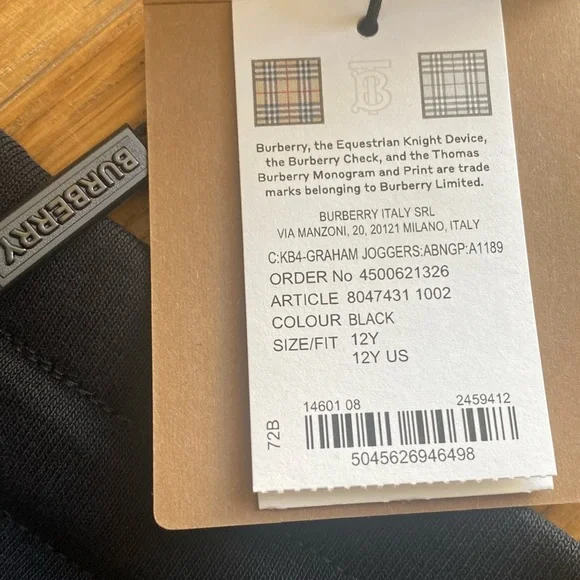 Burberry, the Equestrian Knight Device,
the Burberry Check, and the Thomas
Burberry Monogram and Print are trade
marks belonging to Burberry Limited.
BURBERRY ITALY SRL
VIA MANZONI, 20, 20121 MILANO, ITALY
C:KB4-GRAHAM JOGGERS:ABNGP:A1189
ORDER No 4500621326
ARTICLE 8047431 1002
COLOUR BLACK
SIZE/FIT 12Y
12Y US
14601 08 2459412
72B
5045626946498
BURBERRY